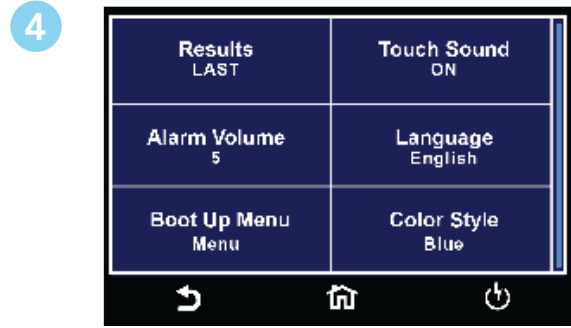 4
Results
LAST
Touch Sound
ON
Alarm Volume
5
Language
English
Boot Up Menu
Menu
Color Style
Blue